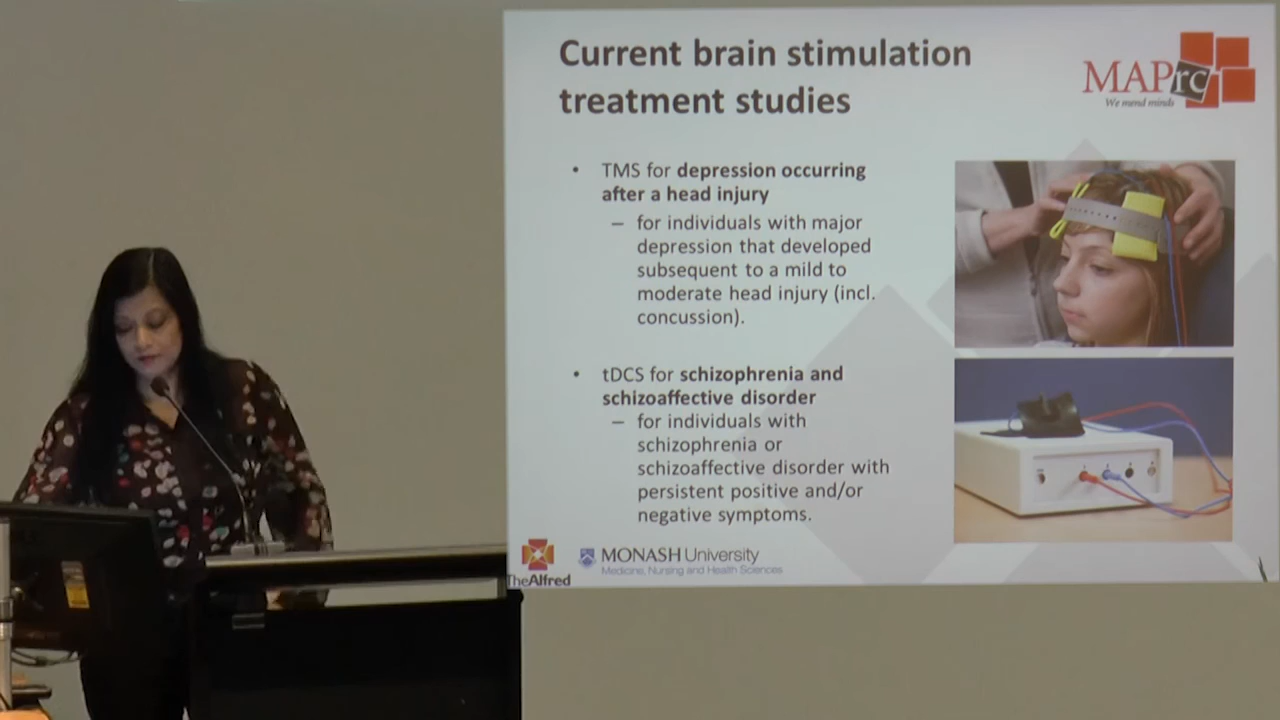 Current brain stimulation
treatment studies
MAPrc
We mend minds
• TMS for depression occurring
after a head injury
– for individuals with major
depression that developed
subsequent to a mild to
moderate head injury (incl.
concussion).
• tDCS for schizophrenia and
schizoaffective disorder
– for individuals with
schizophrenia or
schizoaffective disorder with
persistent positive and/or
negative symptoms.
TheAlfred
MONASH University
Medicine, Nursing and Health Sciences